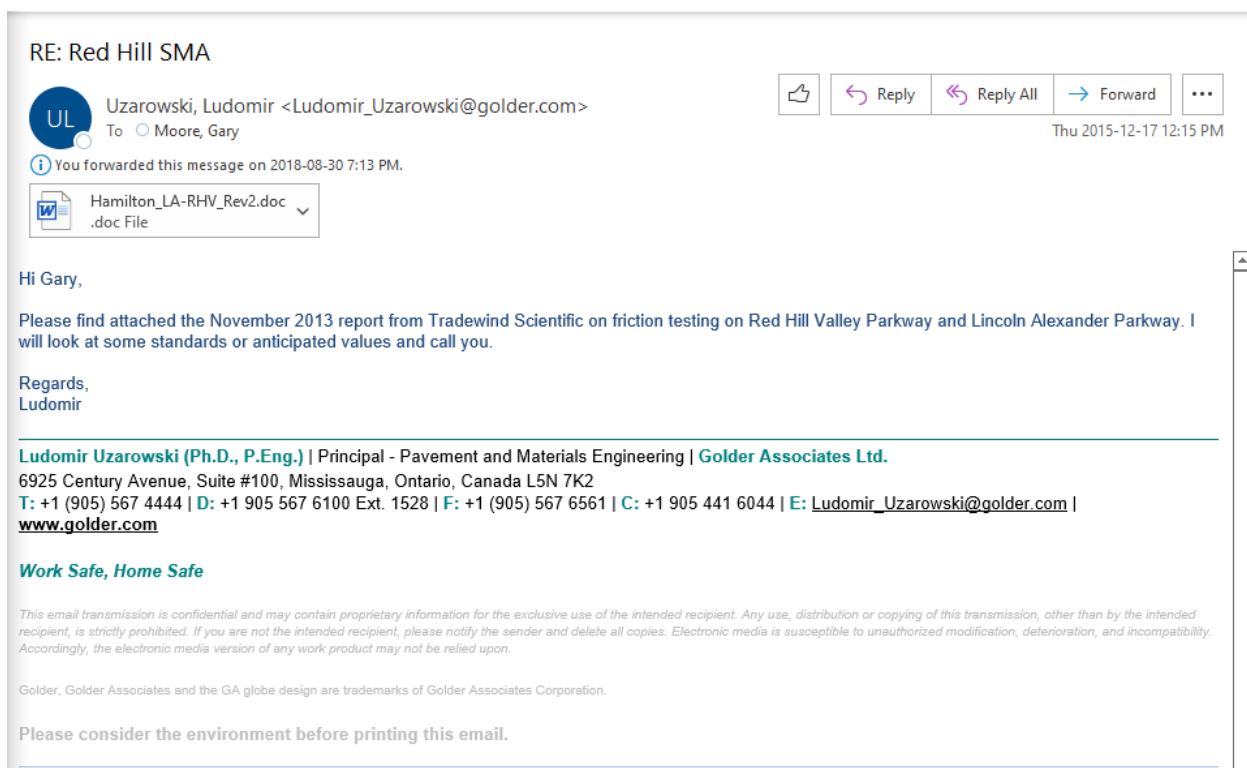 RE: Red Hill SMA
UL
Uzarowski, Ludomir <Ludomir_Uzarowski@golder.com>
To Moore, Gary
Reply
Reply All
Forward
...
Thu 2015-12-17 12:15 PM
You forwarded this message on 2018-08-30 7:13 PM.
Hamilton_LA-RHV_Rev2.doc
.doc File
Hi Gary,
Please find attached the November 2013 report from Tradewind Scientific on friction testing on Red Hill Valley Parkway and Lincoln Alexander Parkway. I
will look at some standards or anticipated values and call you.
Regards,
Ludomir
Ludomir Uzarowski (Ph.D., P.Eng.) | Principal - Pavement and Materials Engineering | Golder Associates Ltd.
6925 Century Avenue, Suite #100, Mississauga, Ontario, Canada L5N 7K2
T: +1 (905) 567 4444 | D: +1 905 567 6100 Ext. 1528 | F: +1 (905) 567 6561 | C: +1 905 441 6044 | E: Ludomir_Uzarowski@golder.com |
www.golder.com
Work Safe, Home Safe
This email transmission is confidential and may contain proprietary information for the exclusive use of the intended recipient. Any use, distribution or copying of this transmission, other than by the intended
recipient, is strictly prohibited. If you are not the intended recipient, please notify the sender and delete all copies. Electronic media is susceptible to unauthorized modification, deterioration, and incompatibility.
Accordingly, the electronic media version of any work product may not be relied upon.
Golder, Golder Associates and the GA globe design are trademarks of Golder Associates Corporation.
Please consider the environment before printing this email.